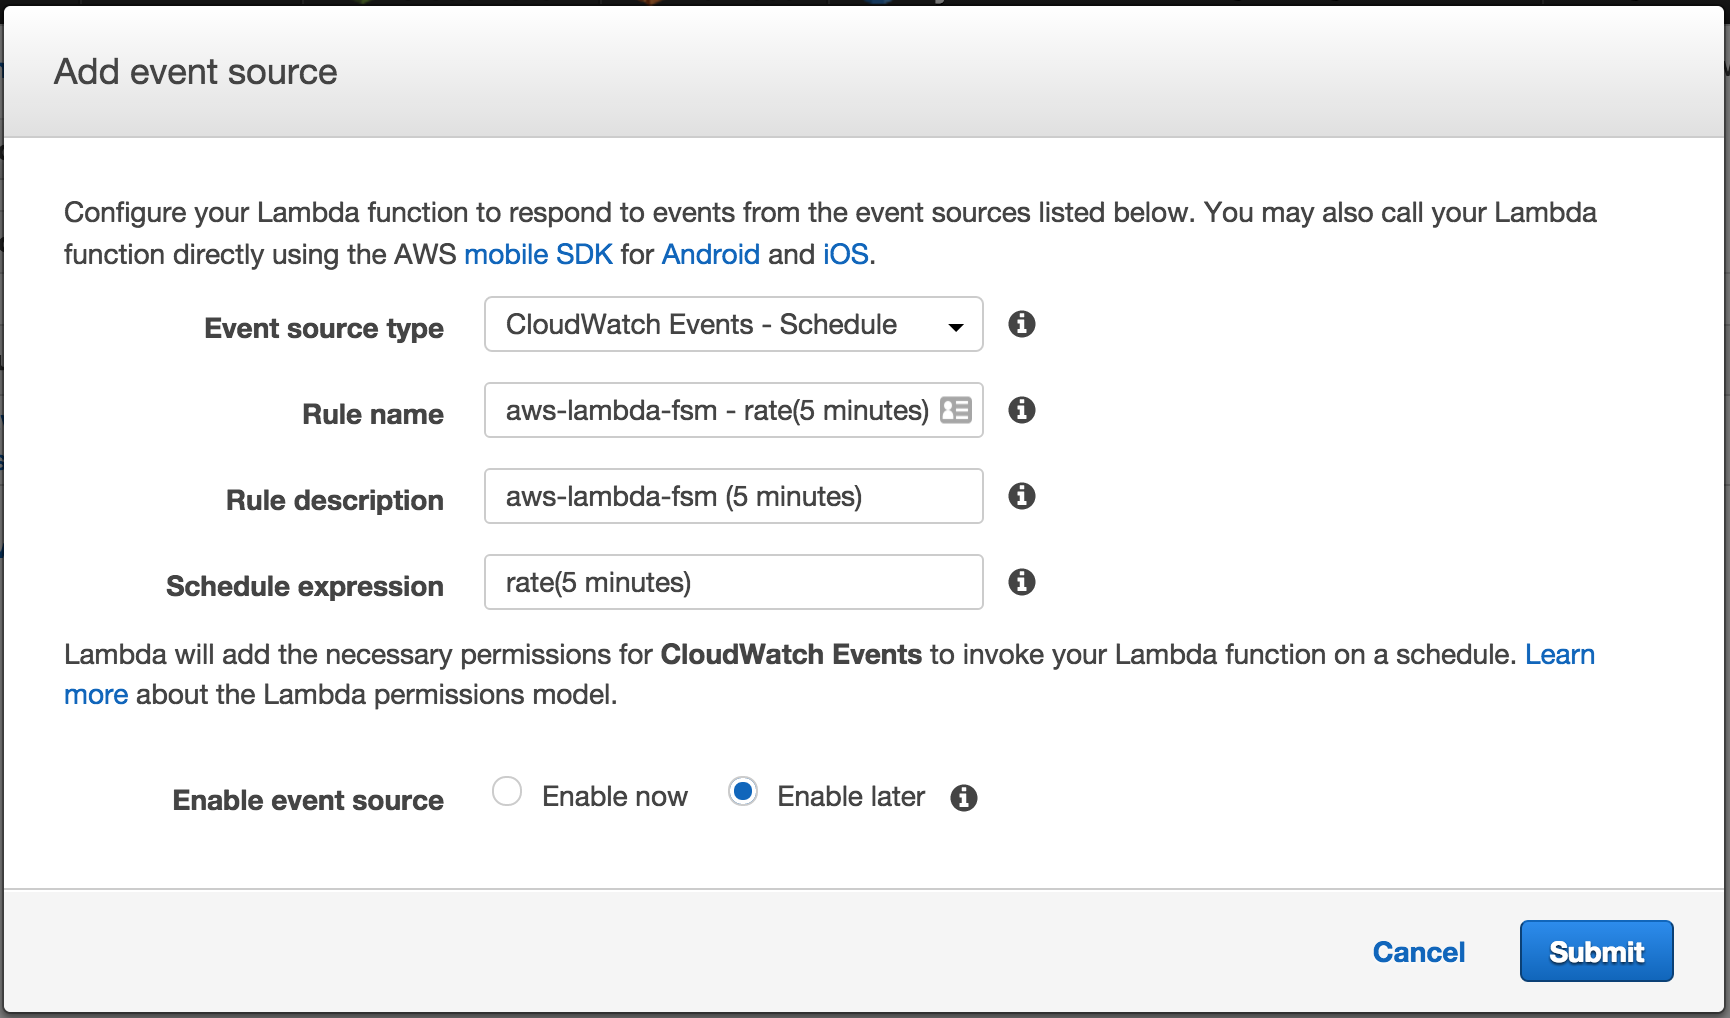 Add event source
Configure your Lambda function to respond to events from the event sources listed below. You may also call your Lambda
function directly using the AWS mobile SDK for Android and iOS.
Event source type CloudWatch Events - Schedule
Rule name aws-lambda-fsm - rate(5 minutes)
Rule description aws-lambda-fsm (5 minutes)
Schedule expression rate(5 minutes)
Lambda will add the necessary permissions for CloudWatch Events to invoke your Lambda function on a schedule. Learn
more about the Lambda permissions model.
Enable event source Enable now Enable later
Cancel Submit